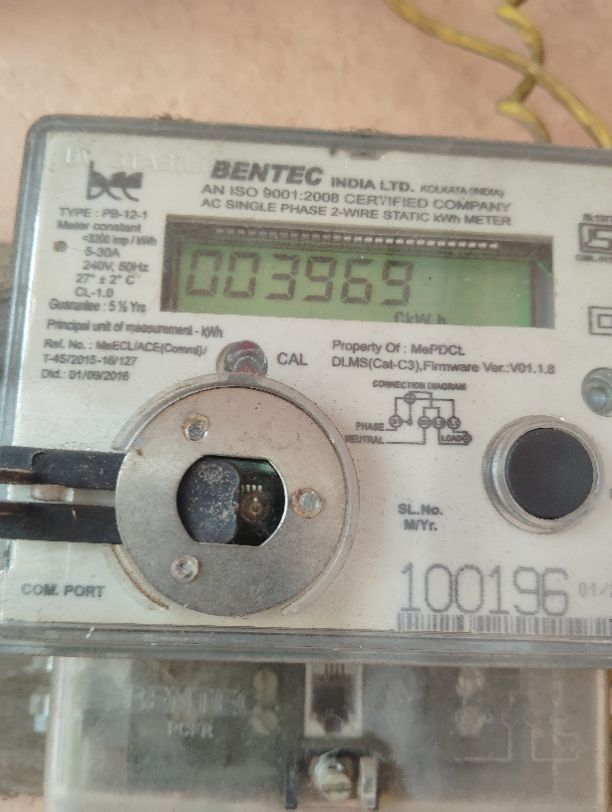 BENTEC INDIA LTD. KOLKATA (INDIA)
AN ISO 9001:2008 CERTIFIED COMPANY
AC SINGLE PHASE 2-WIRE STATIC kWh METER
TYPE : PB-12-1
Meter constant
=3200 imp / kWh
5-30A
240V, 50Hz
27° ± 2° C
CL-1.0
Guarantee : 5 ½ Yrs
003969
CkWh
Principal unit of measurement - kWh
Ref. No. : MeECL/ACE(Comml)/
T-45/2015-16/127
Dtd.: 01/09/2016
CAL
Property Of : MePDCL
DLMS(Cat-C3),Firmware Ver.:V01.1.8
CONNECTION DIAGRAM
PHASE
NEUTRAL
LOAD
SL.No.
M/Yr.
100196 01/
COM. PORT
BENTEC